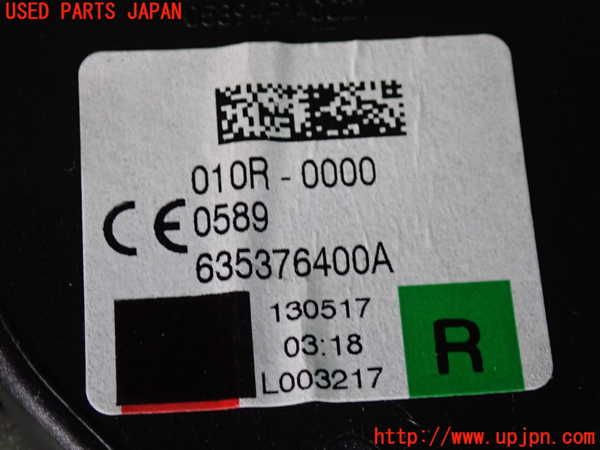 USED PARTS JAPAN
010R-0000
CE 0589
635376400A
130517
03:18
L003217
R
http://www.upjpn.com/